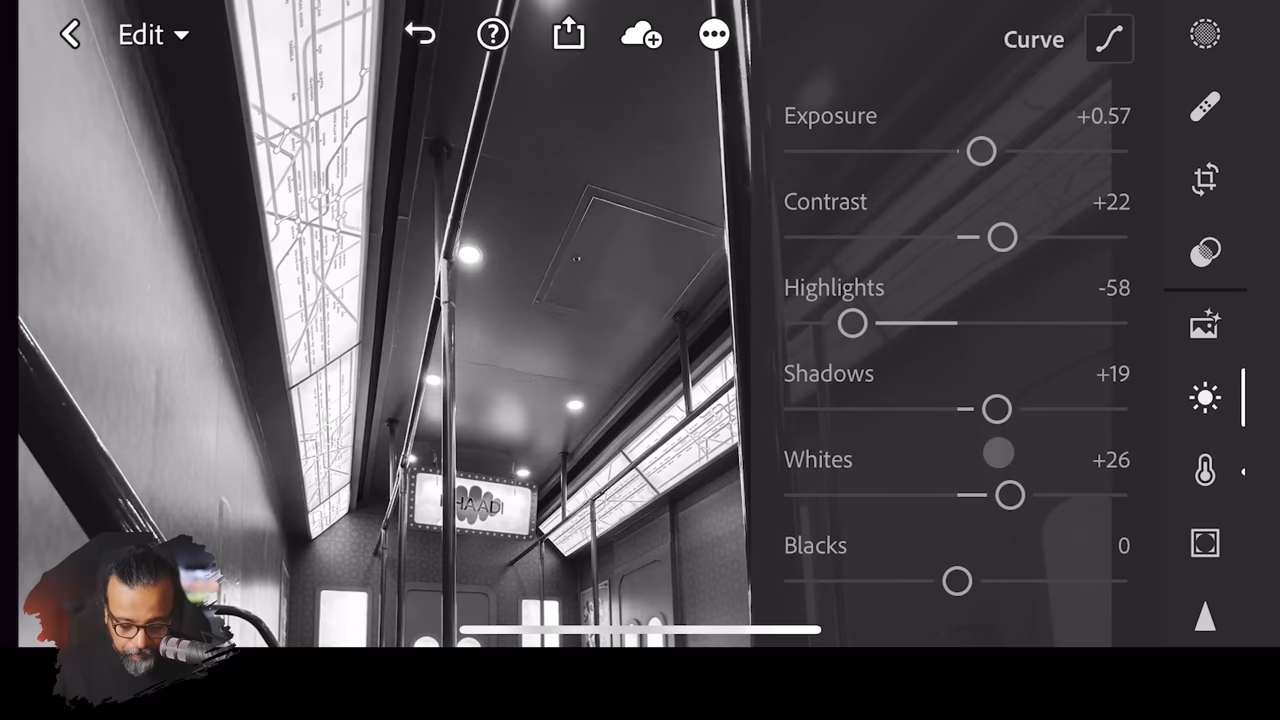 Edit
Curve
Exposure +0.57
Contrast +22
Highlights -58
Shadows +19
Whites +26
Blacks 0